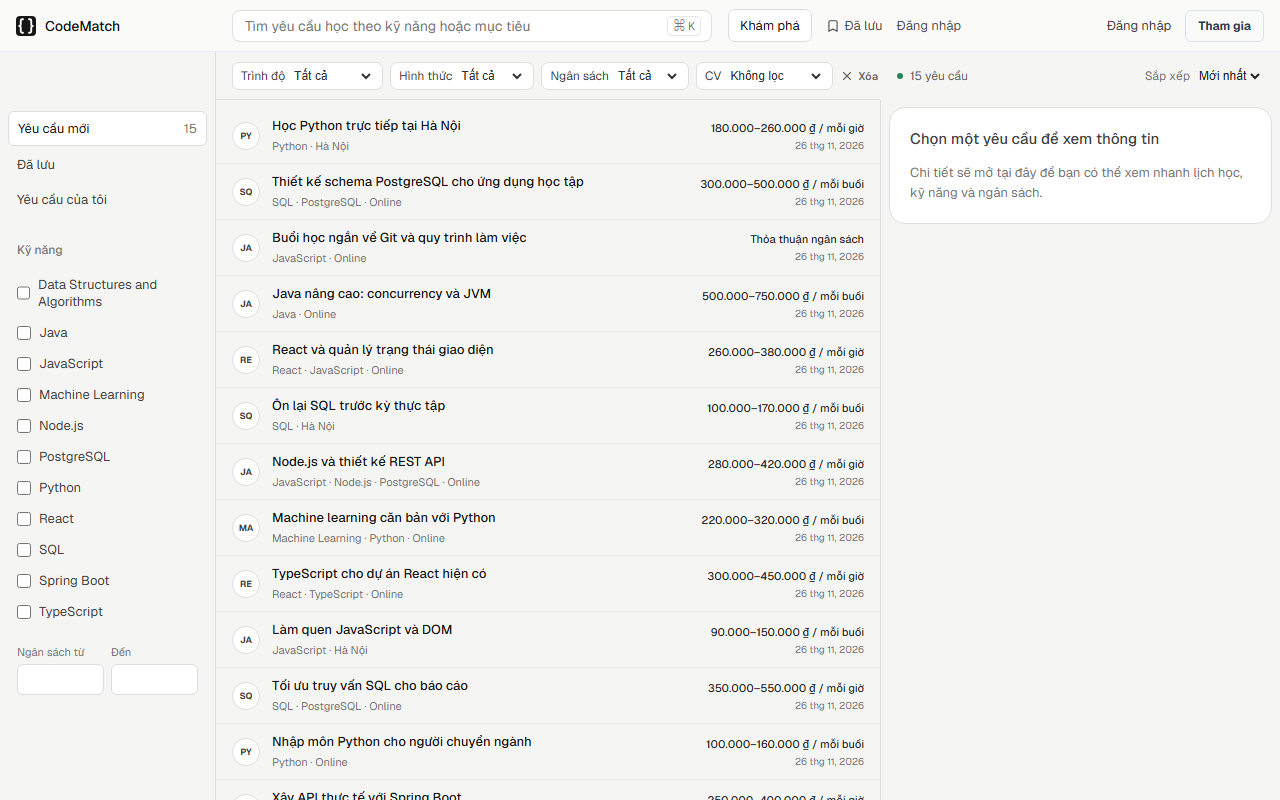 CodeMatch
Tìm yêu cầu học theo kỹ năng hoặc mục tiêu
⌘ K
Khám phá
Đã lưu
Đăng nhập
Đăng nhập
Tham gia
Trình độ Tất cả
Hình thức Tất cả
Ngân sách Tất cả
CV Không lọc
Xóa
15 yêu cầu
Sắp xếp Mới nhất
Yêu cầu mới 15
Đã lưu
Yêu cầu của tôi
Kỹ năng
Data Structures and
Algorithms
Java
JavaScript
Machine Learning
Node.js
PostgreSQL
Python
React
SQL
Spring Boot
TypeScript
Ngân sách từ
Đến
PY
Học Python trực tiếp tại Hà Nội
Python · Hà Nội
180.000–260.000 ₫ / mỗi giờ
26 thg 11, 2026
SQ
Thiết kế schema PostgreSQL cho ứng dụng học tập
SQL · PostgreSQL · Online
300.000–500.000 ₫ / mỗi buổi
26 thg 11, 2026
JA
Buổi học ngắn về Git và quy trình làm việc
JavaScript · Online
Thỏa thuận ngân sách
26 thg 11, 2026
JA
Java nâng cao: concurrency và JVM
Java · Online
500.000–750.000 ₫ / mỗi buổi
26 thg 11, 2026
RE
React và quản lý trạng thái giao diện
React · JavaScript · Online
260.000–380.000 ₫ / mỗi giờ
26 thg 11, 2026
SQ
Ôn lại SQL trước kỳ thực tập
SQL · Hà Nội
100.000–170.000 ₫ / mỗi buổi
26 thg 11, 2026
JA
Node.js và thiết kế REST API
JavaScript · Node.js · PostgreSQL · Online
280.000–420.000 ₫ / mỗi giờ
26 thg 11, 2026
MA
Machine learning căn bản với Python
Machine Learning · Python · Online
220.000–320.000 ₫ / mỗi buổi
26 thg 11, 2026
RE
TypeScript cho dự án React hiện có
React · TypeScript · Online
300.000–450.000 ₫ / mỗi giờ
26 thg 11, 2026
JA
Làm quen JavaScript và DOM
JavaScript · Hà Nội
90.000–150.000 ₫ / mỗi buổi
26 thg 11, 2026
SQ
Tối ưu truy vấn SQL cho báo cáo
SQL · PostgreSQL · Online
350.000–550.000 ₫ / mỗi giờ
26 thg 11, 2026
PY
Nhập môn Python cho người chuyển ngành
Python · Online
100.000–160.000 ₫ / mỗi buổi
26 thg 11, 2026
Xây API thực tế với Spring Boot
250.000–400.000 ₫ / mỗi giờ
Chọn một yêu cầu để xem thông tin
Chi tiết sẽ mở tại đây để bạn có thể xem nhanh lịch học,
kỹ năng và ngân sách.